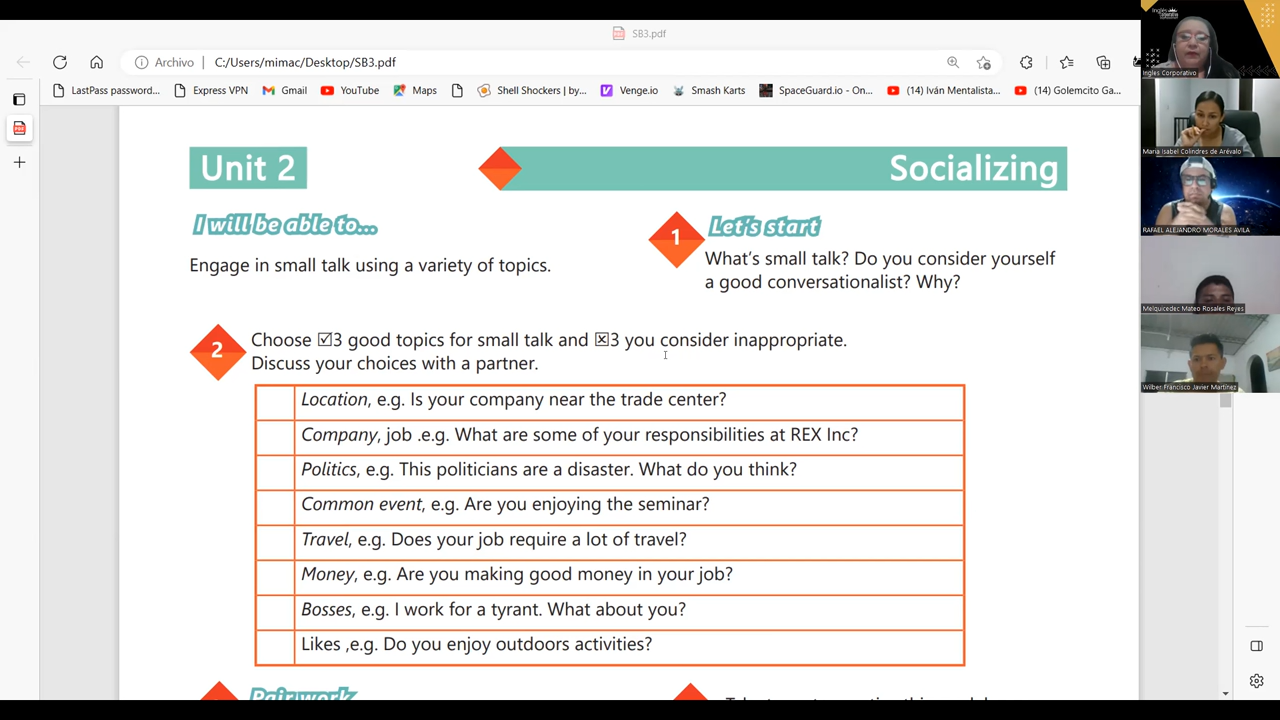 SB3.pdf
Archivo C:/Users/mimac/Desktop/SB3.pdf
LastPass password... Express VPN Gmail YouTube Maps Shell Shockers | by... Venge.io Smash Karts SpaceGuard.io - On... (14) Iván Mentalista... (14) Golemcito Ga...
Unit 2
Socializing
I will be able to...
Engage in small talk using a variety of topics.
1
Let's start
What's small talk? Do you consider yourself
a good conversationalist? Why?
2
Choose ☑3 good topics for small talk and ☒3 you consider inappropriate.
Discuss your choices with a partner.
Location, e.g. Is your company near the trade center?
Company, job .e.g. What are some of your responsibilities at REX Inc?
Politics, e.g. This politicians are a disaster. What do you think?
Common event, e.g. Are you enjoying the seminar?
Travel, e.g. Does your job require a lot of travel?
Money, e.g. Are you making good money in your job?
Bosses, e.g. I work for a tyrant. What about you?
Likes ,e.g. Do you enjoy outdoors activities?
Pair work
Inglés Corporativo
Maria Isabel Colindres de Arévalo
RAFAEL ALEJANDRO MORALES AVILA
Melquicedec Mateo Rosales Reyes
Wilber Francisco Javier Martínez